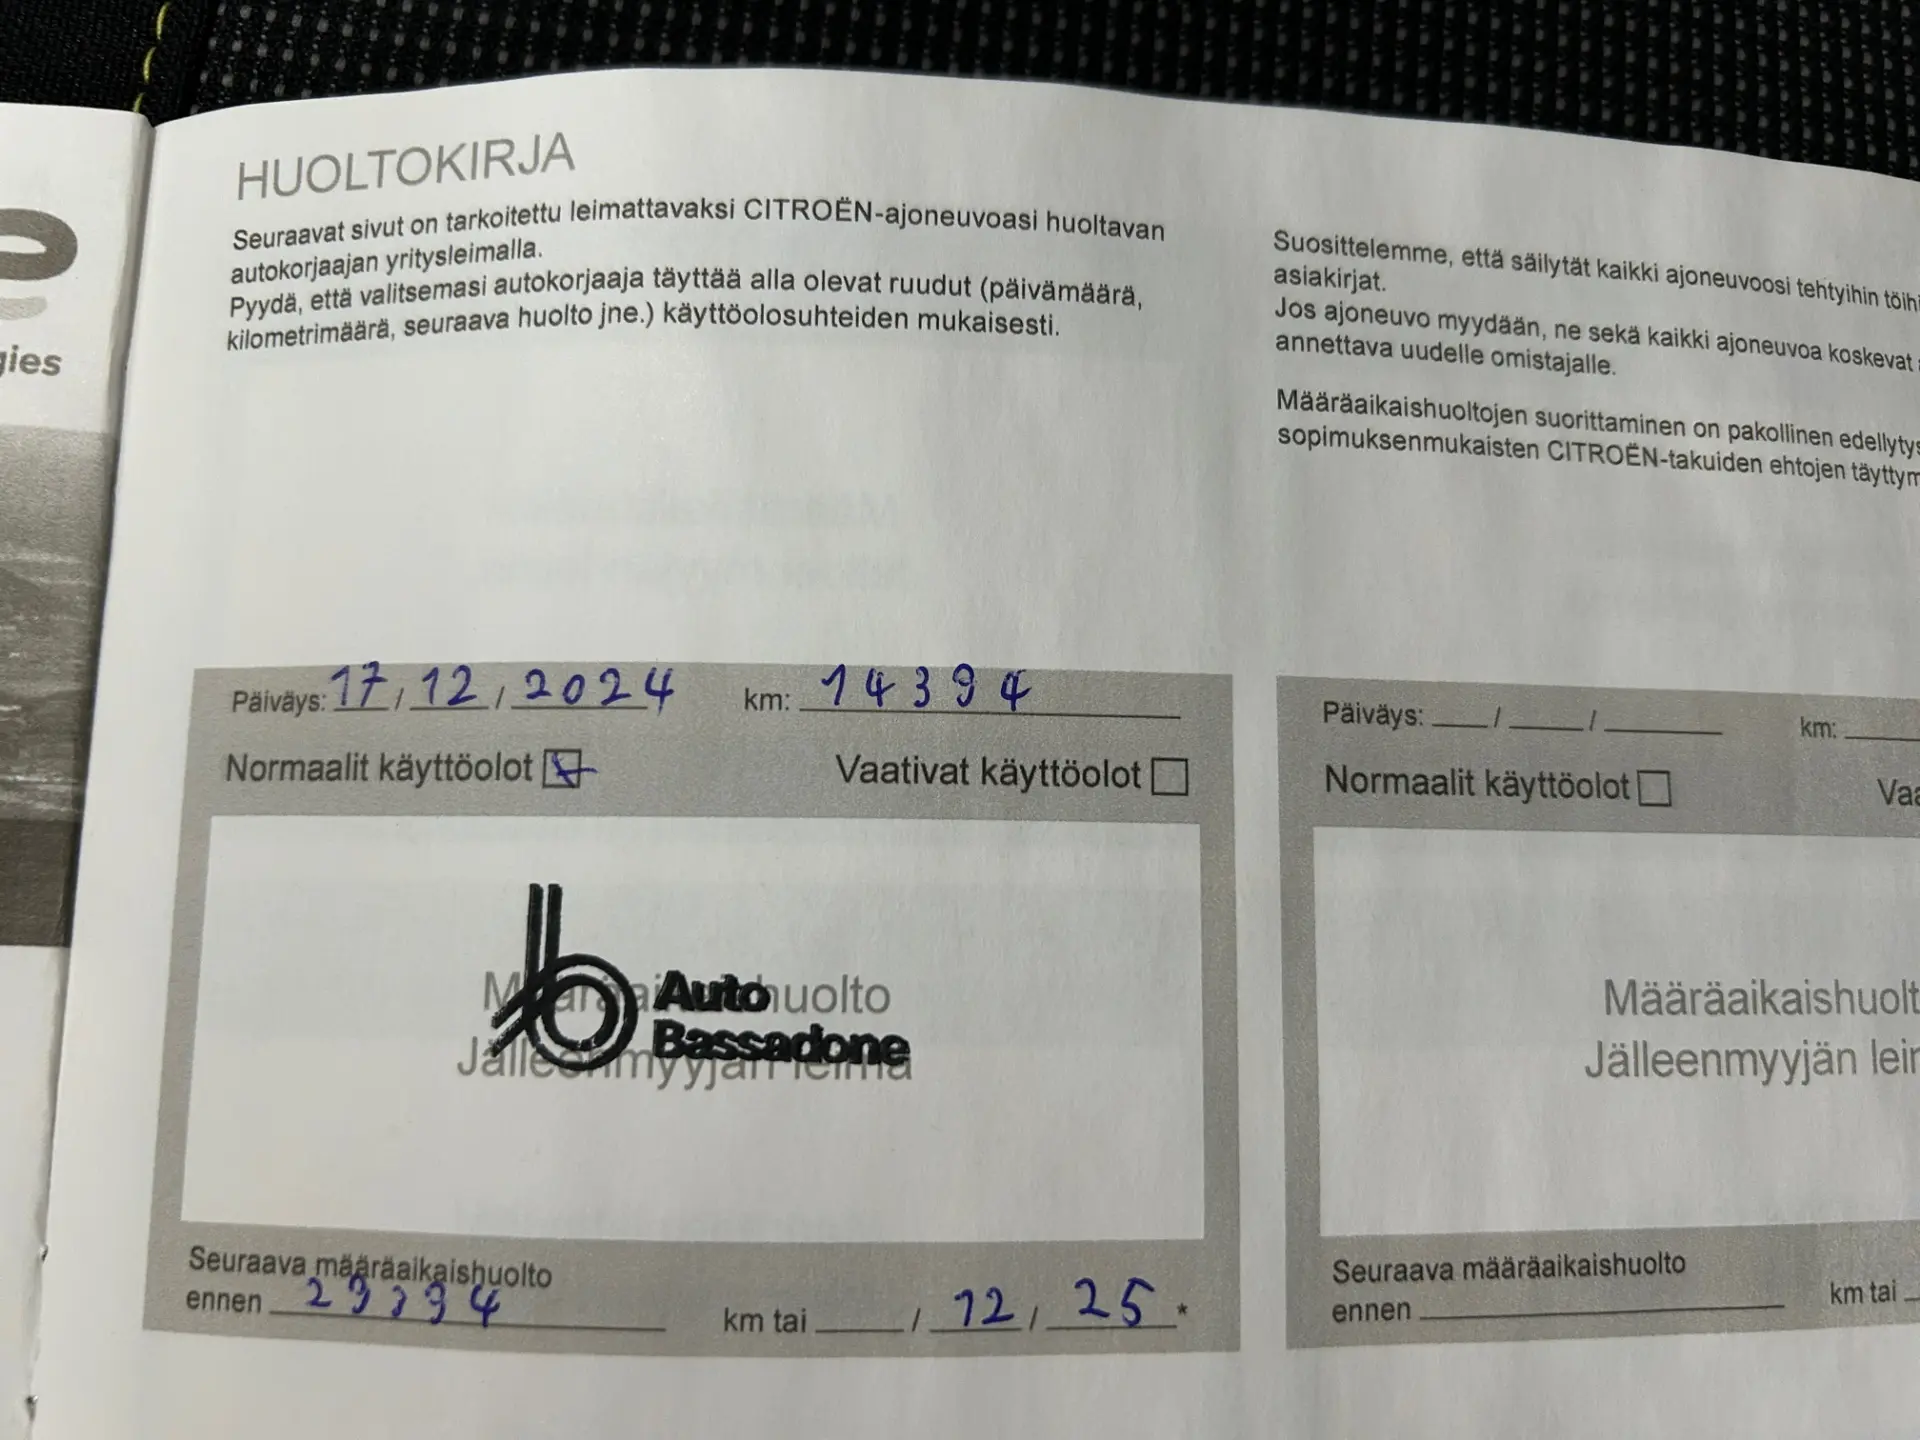 gies
HUOLTOKIRJA
Seuraavat sivut on tarkoitettu leimattavaksi CITROËN-ajoneuvoasi huoltavan
autokorjaajan yritysleimalla.
Pyydä, että valitsemasi autokorjaaja täyttää alla olevat ruudut (päivämäärä,
kilometrimäärä, seuraava huolto jne.) käyttöolosuhteiden mukaisesti.
Suosittelemme, että säilytät kaikki ajoneuvoosi tehtyihin töihi
asiakirjat.
Jos ajoneuvo myydään, ne sekä kaikki ajoneuvoa koskevat
annettava uudelle omistajalle.
Määräaikaishuoltojen suorittaminen on pakollinen edellytys
sopimuksenmukaisten CITROËN-takuiden ehtojen täyttym
Päiväys: 17 / 12 / 2024 km: 14394
Normaalit käyttöolot Vaativat käyttöolot
Määräaikaishuolto
Jälleenmyyjän leima
Auto
Bassadone
Seuraava määräaikaishuolto
ennen 29394 km tai / 12 / 25 *
Päiväys: / / km:
Normaalit käyttöolot Vaa
Määräaikaishuolt
Jälleenmyyjän leim
Seuraava määräaikaishuolto
ennen km tai